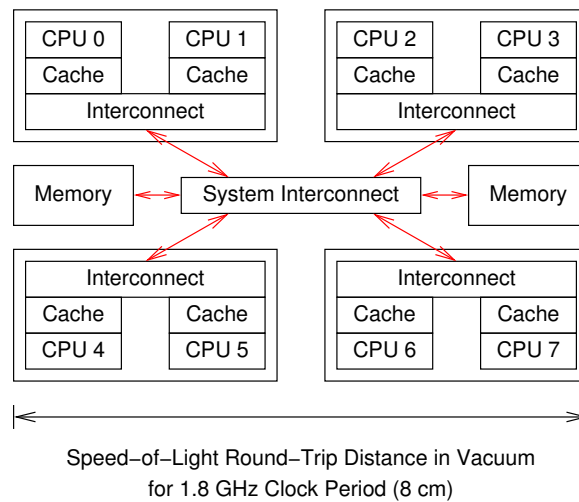 CPU 0 CPU 1 CPU 2 CPU 3
Cache Cache Cache Cache
Interconnect Interconnect
Memory System Interconnect Memory
Interconnect Interconnect
Cache Cache Cache Cache
CPU 4 CPU 5 CPU 6 CPU 7
Speed−of−Light Round−Trip Distance in Vacuum
for 1.8 GHz Clock Period (8 cm)